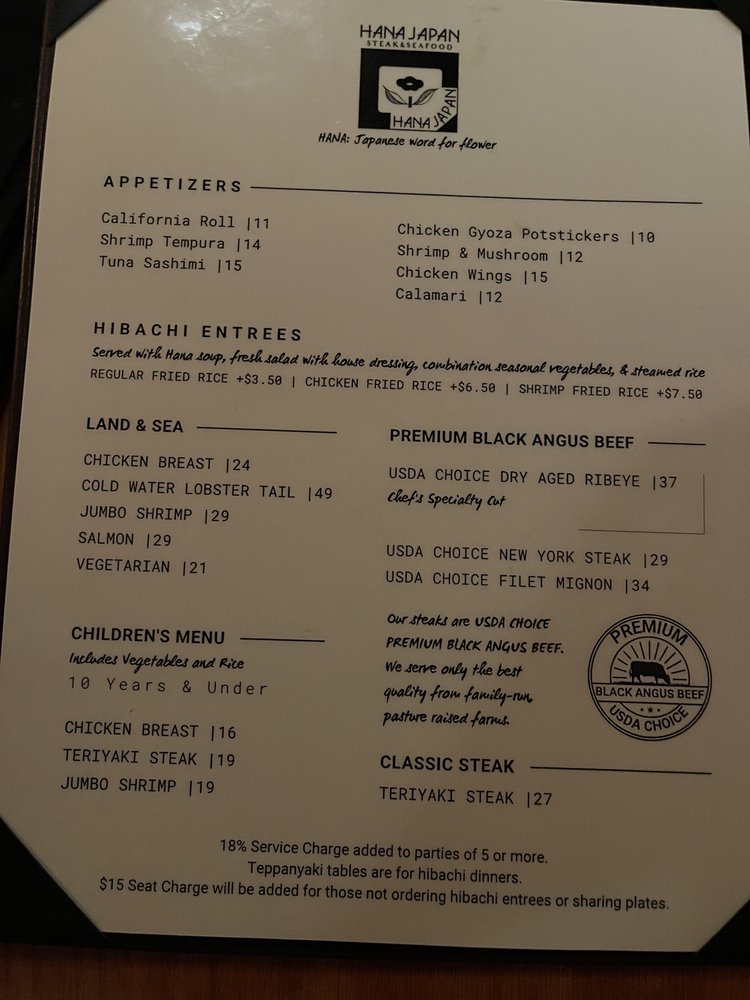 HANA JAPAN
STEAK&SEAFOOD
HANA JAPAN
HANA: Japanese word for flower
APPETIZERS
California Roll |11
Shrimp Tempura |14
Tuna Sashimi |15
Chicken Gyoza Potstickers |10
Shrimp & Mushroom |12
Chicken Wings |15
Calamari |12
HIBACHI ENTREES
Served with Hana soup, fresh salad with house dressing, combination seasonal vegetables, & steamed rice
REGULAR FRIED RICE +$3.50 | CHICKEN FRIED RICE +$6.50 | SHRIMP FRIED RICE +$7.50
LAND & SEA
CHICKEN BREAST |24
COLD WATER LOBSTER TAIL |49
JUMBO SHRIMP |29
SALMON |29
VEGETARIAN |21
PREMIUM BLACK ANGUS BEEF
USDA CHOICE DRY AGED RIBEYE |37
Chef's Specialty Cut
USDA CHOICE NEW YORK STEAK |29
USDA CHOICE FILET MIGNON |34
Our steaks are USDA CHOICE
PREMIUM BLACK ANGUS BEEF.
We serve only the best
quality from family-run,
pasture raised farms.
PREMIUM
BLACK ANGUS BEEF
USDA CHOICE
CHILDREN'S MENU
Includes Vegetables and Rice
10 Years & Under
CHICKEN BREAST |16
TERIYAKI STEAK |19
JUMBO SHRIMP |19
CLASSIC STEAK
TERIYAKI STEAK |27
18% Service Charge added to parties of 5 or more.
Teppanyaki tables are for hibachi dinners.
$15 Seat Charge will be added for those not ordering hibachi entrees or sharing plates.